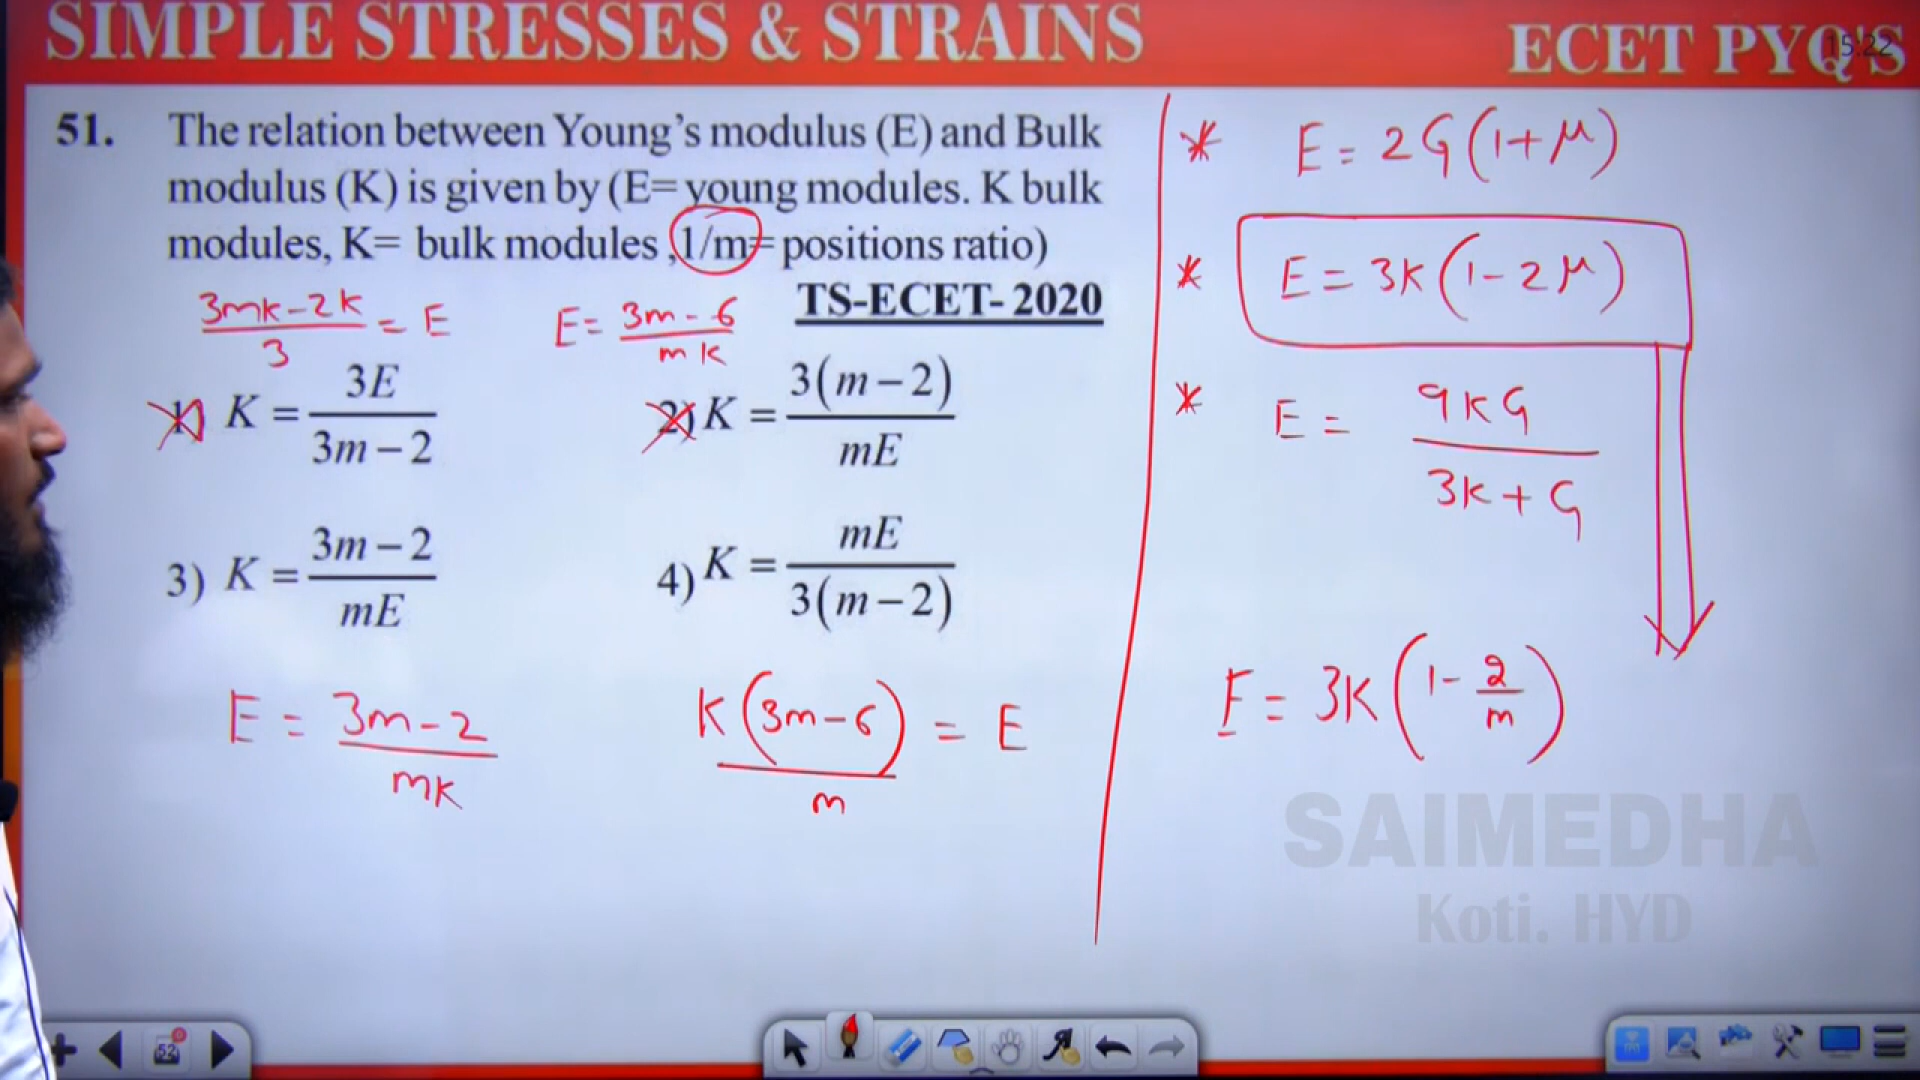 SIMPLE STRESSES & STRAINS
ECET PYQ'S
15:22
51. The relation between Young's modulus (E) and Bulk
modulus (K) is given by (E= young modules. K bulk
modules, K= bulk modules ,1/m= positions ratio)
TS-ECET- 2020
(3mk-2k)/3 = E
E = (3m-6)/(mk)
1) K = 3E/(3m-2)
2) K = 3(m-2)/mE
3) K = (3m-2)/mE
4) K = mE/3(m-2)
E = (3m-2)/(mk)
K(3m-6)/m = E
* E = 2G(1+μ)
* E = 3K(1-2μ)
* E = 9KG/(3K+G)
E = 3K(1-2/m)
SAIMEDHA
Koti. HYD
52